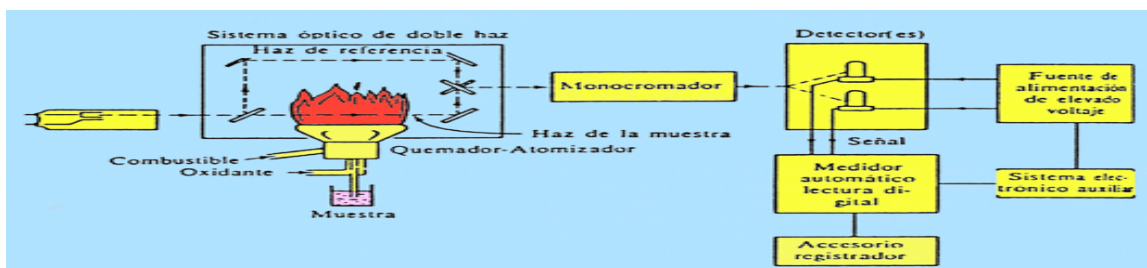 Sistema óptico de doble haz
Haz de referencia
Combustible
Oxidante
Muestra
Quemador-Atomizador
Haz de la muestra
Monocromador
Detector(es)
Señal
Medidor
automático
lectura di-
gital
Accesorio
registrador
Fuente de
alimentación
de elevado
voltaje
Sistema elec-
trónico auxiliar